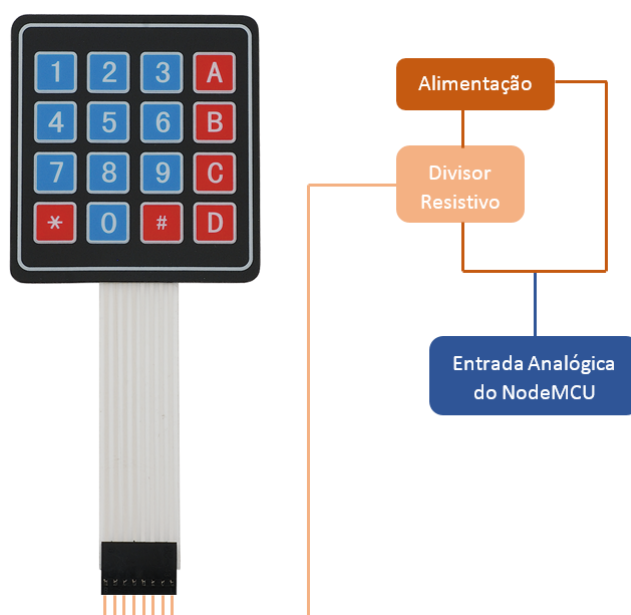 1 2 3 A
4 5 6 B
7 8 9 C
* 0 # D
Alimentação
Divisor
Resistivo
Entrada Analógica
do NodeMCU